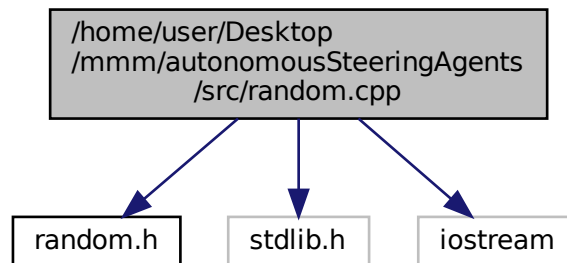 /home/user/Desktop
/mmm/autonomousSteeringAgents
/src/random.cpp
random.h
stdlib.h
iostream